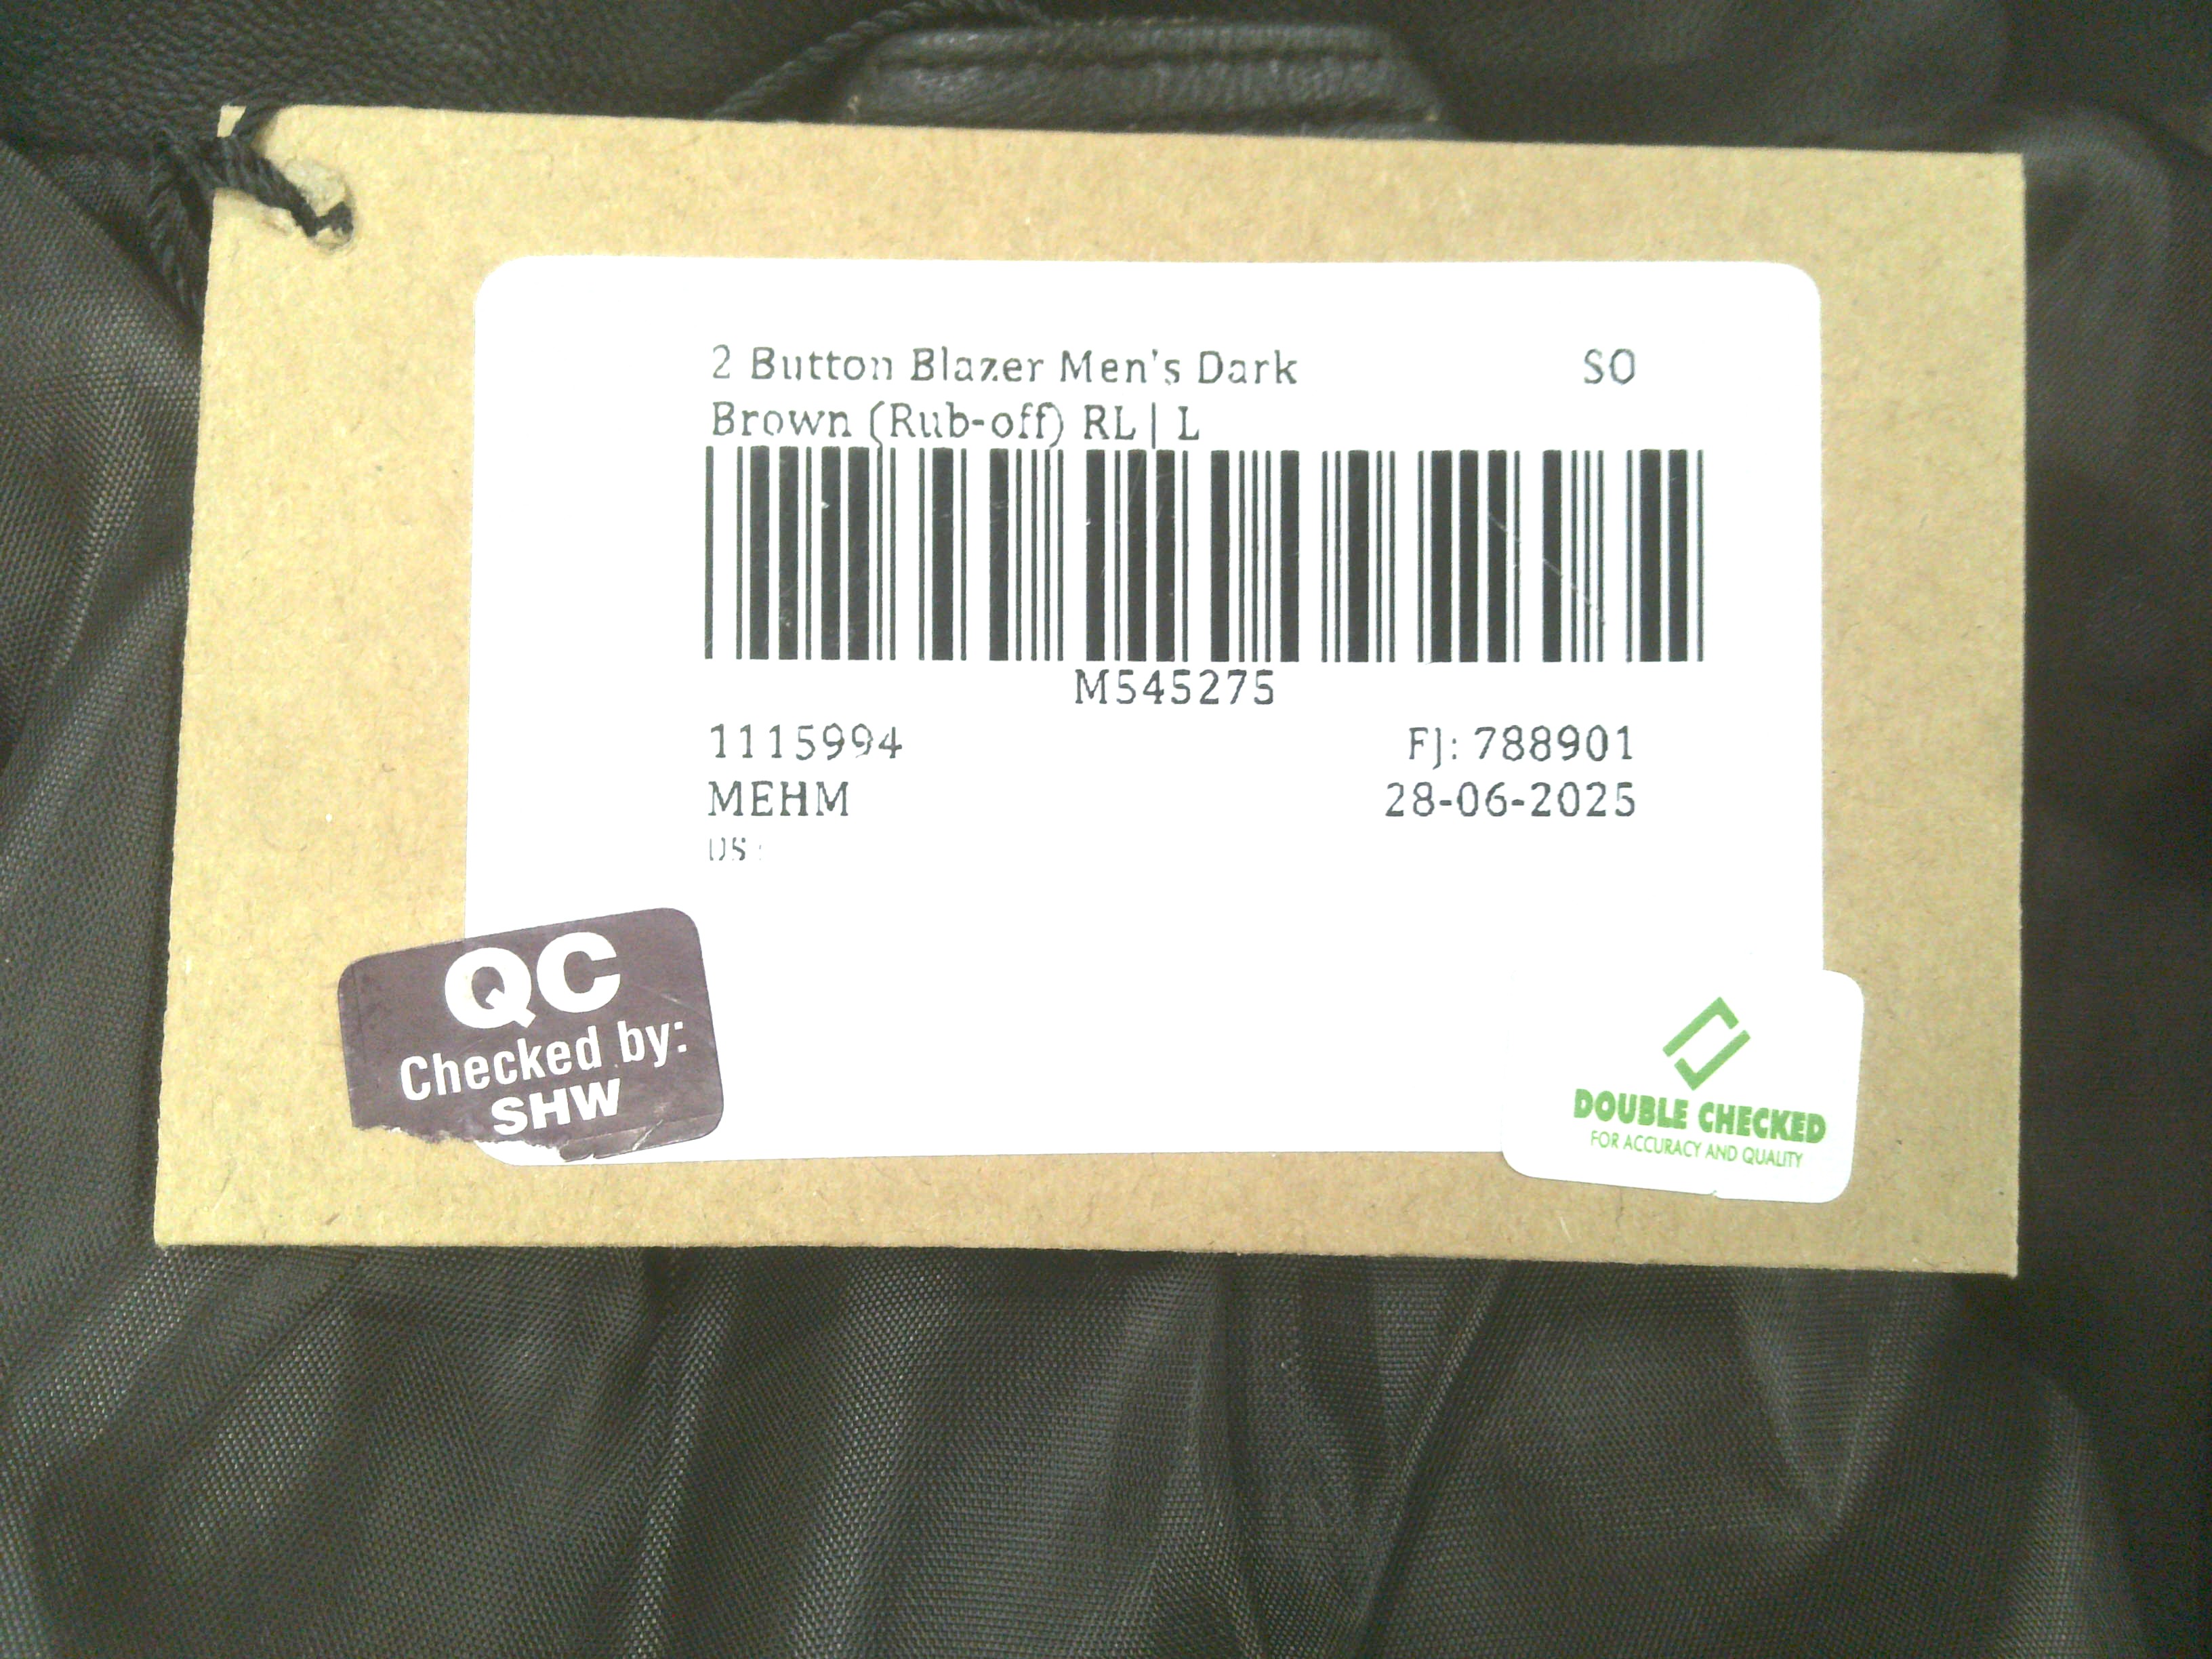 2 Button Blazer Men's Dark SO
Brown (Rub-off) RL | L
M545275
1115994 FJ: 788901
MEHM 28-06-2025
US :
QC
Checked by:
SHW
DOUBLE CHECKED
FOR ACCURACY AND QUALITY